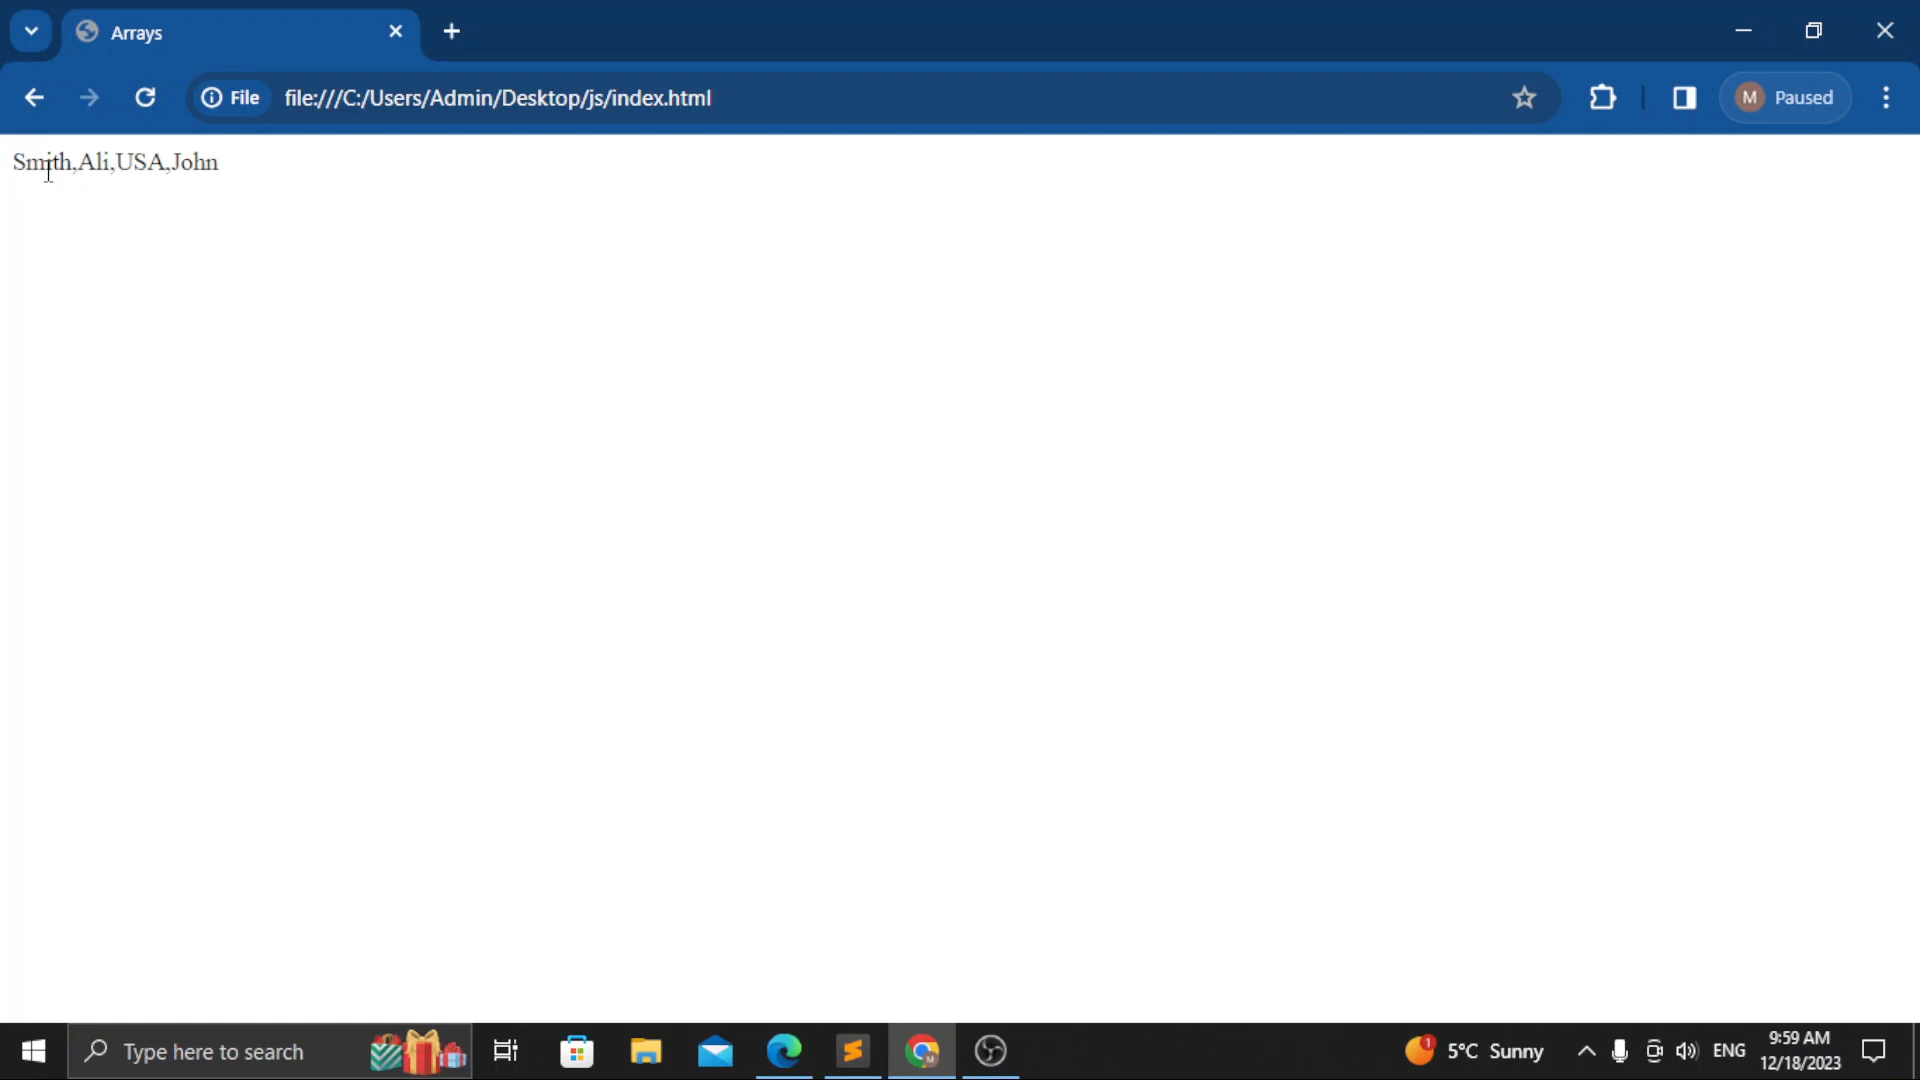 Arrays
File
file:///C:/Users/Admin/Desktop/js/index.html
M
Paused
Smith,Ali,USA,John
Type here to search
M
1
5°C Sunny
ENG
9:59 AM
12/18/2023